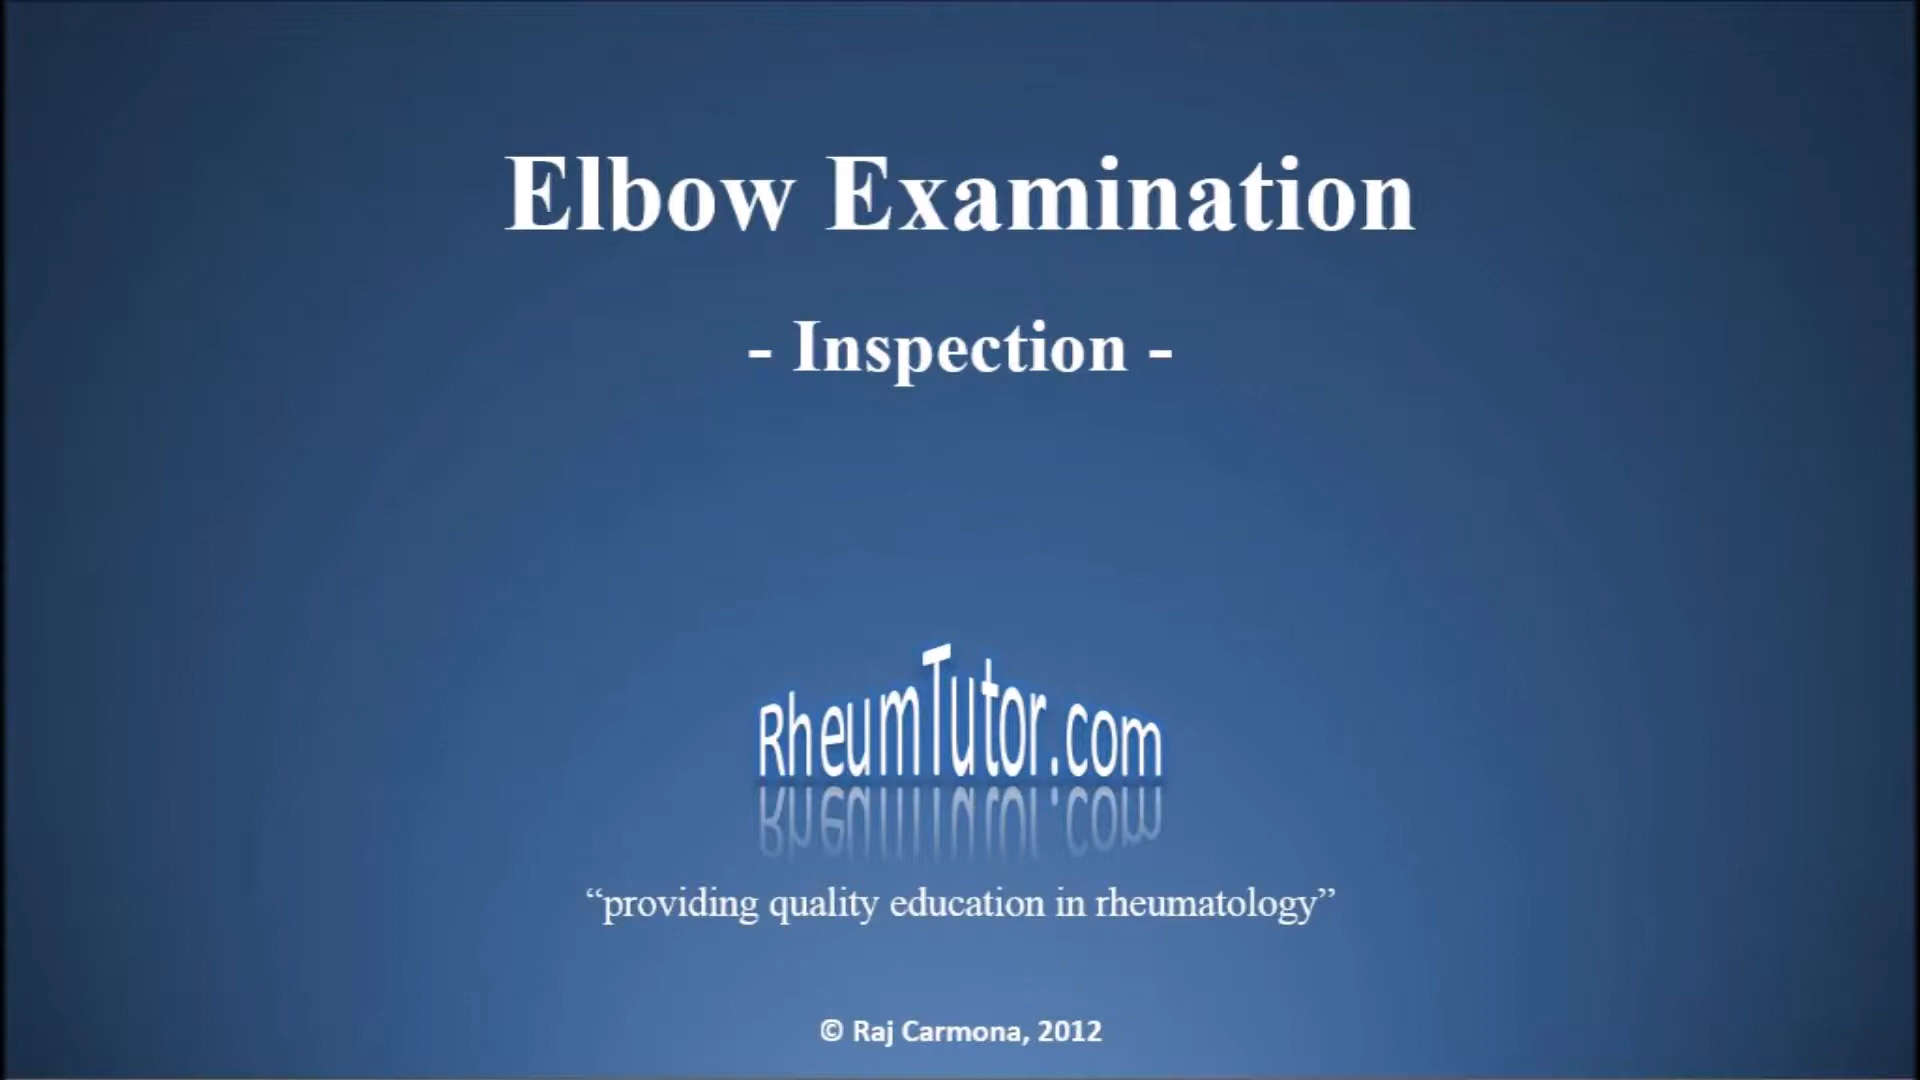 Elbow Examination
- Inspection -
RheumTutor.com
“providing quality education in rheumatology”
© Raj Carmona, 2012